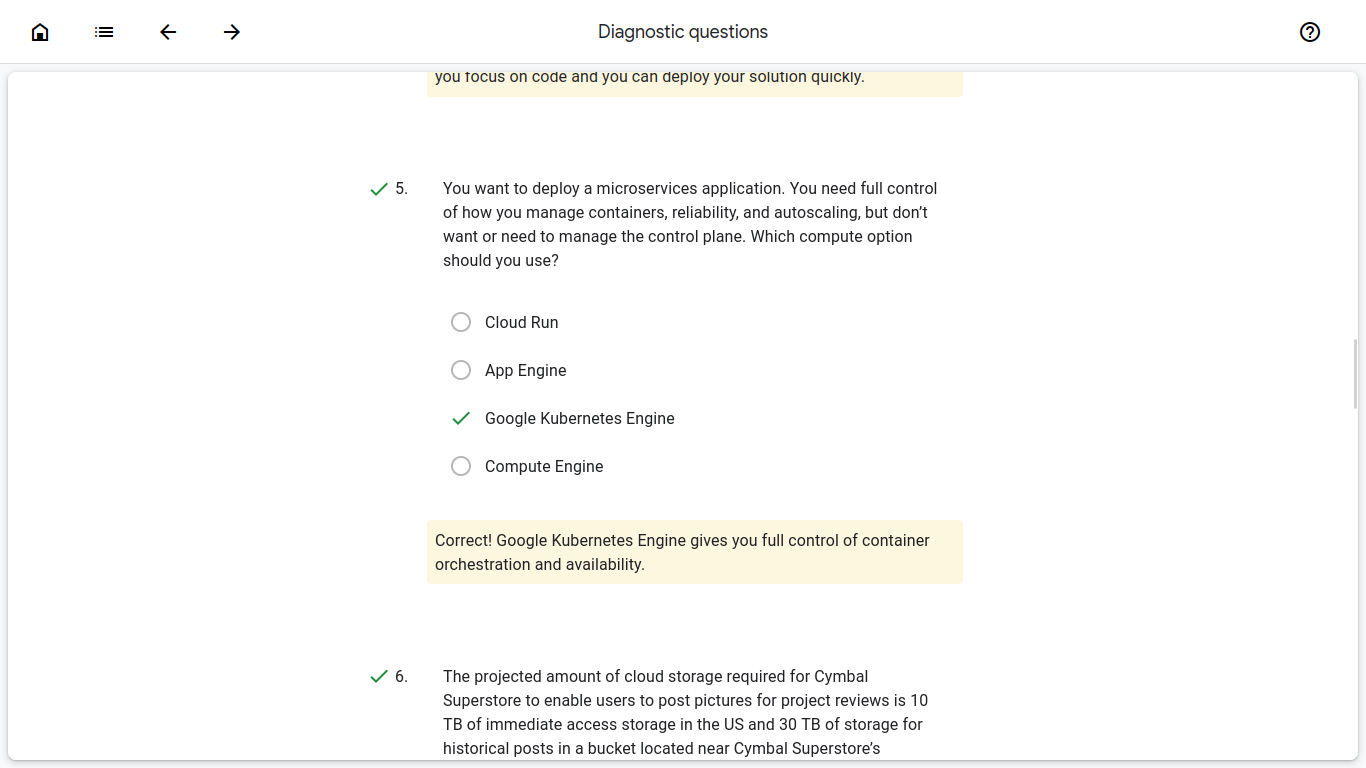 Diagnostic questions
you focus on code and you can deploy your solution quickly.
5.
You want to deploy a microservices application. You need full control
of how you manage containers, reliability, and autoscaling, but don’t
want or need to manage the control plane. Which compute option
should you use?
Cloud Run
App Engine
Google Kubernetes Engine
Compute Engine
Correct! Google Kubernetes Engine gives you full control of container
orchestration and availability.
6.
The projected amount of cloud storage required for Cymbal
Superstore to enable users to post pictures for project reviews is 10
TB of immediate access storage in the US and 30 TB of storage for
historical posts in a bucket located near Cymbal Superstore’s